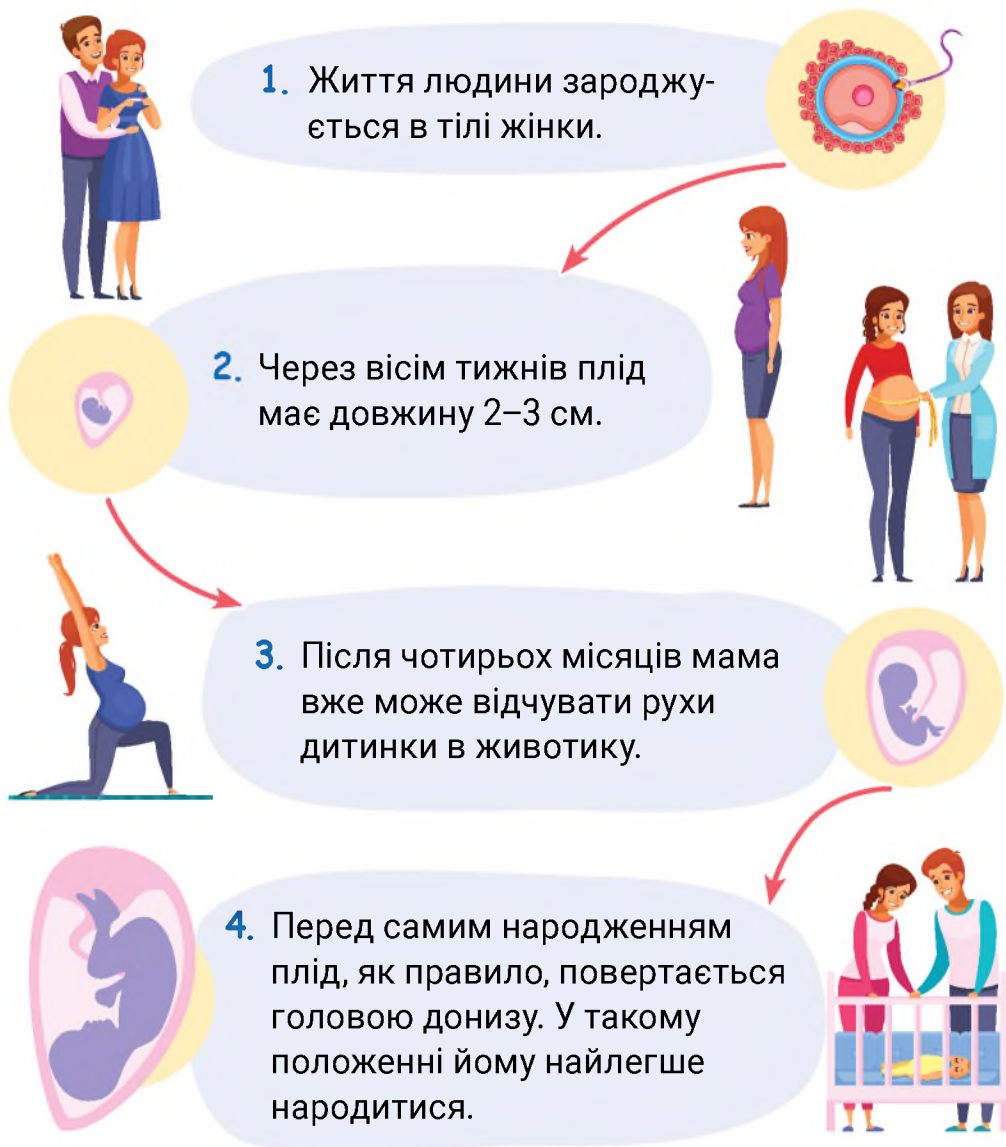 1. Життя людини зароджу-
ється в тілі жінки.
2. Через вісім тижнів плід
має довжину 2–3 см.
3. Після чотирьох місяців мама
вже може відчувати рухи
дитинки в животику.
4. Перед самим народженням
плід, як правило, повертається
головою донизу. У такому
положенні йому найлегше
народитися.